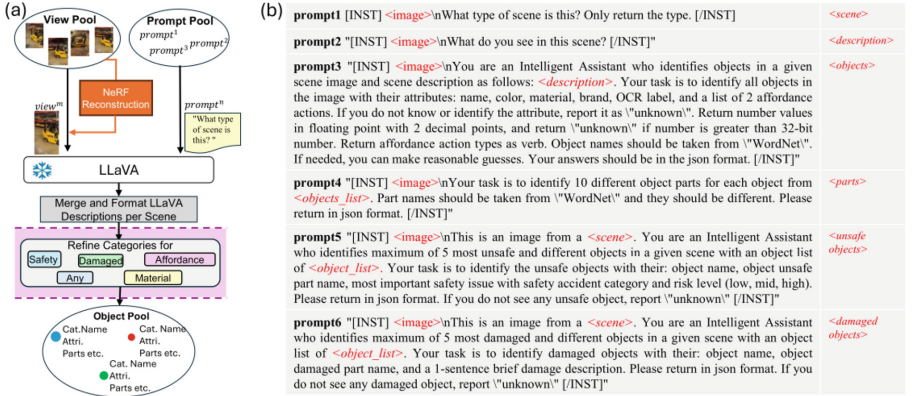 (a)
View Pool
Prompt Pool
prompt¹
prompt³ prompt²
NeRF
Reconstruction
viewᵐ
promptⁿ
"What type
of scene is
this? "
LLaVA
Merge and Format LLaVA
Descriptions per Scene
Refine Categories for
Safety
Damaged
Affordance
Any
Material
Object Pool
Cat.Name
Attri.
Parts etc.
Cat. Name
Attri.
Parts etc.
Cat. Name
Attri.
Parts etc.
(b)
prompt1 [INST] <image>\nWhat type of scene is this? Only return the type. [/INST]
<scene>
prompt2 "[INST] <image>\nWhat do you see in this scene? [/INST]"
<description>
prompt3 "[INST] <image>\nYou are an Intelligent Assistant who identifies objects in a given
scene image and scene description as follows: <description>. Your task is to identify all objects
in the image with their attributes: name, color, material, brand, OCR label, and a list of 2 affordance
actions. If you do not know or identify the attribute, report it as \"unknown\". Return number values
in floating point with 2 decimal points, and return \"unknown\" if number is greater than 32-bit
number. Return affordance action types as verb. Object names should be taken from \"WordNet\".
If needed, you can make reasonable guesses. Your answers should be in the json format. [/INST]
<objects>
prompt4 "[INST] <image>\nYour task is to identify 10 different object parts for each object from
<objects_list>. Part names should be taken from \"WordNet\" and they should be different. Please
return in json format. [/INST]"
<parts>
prompt5 "[INST] <image>\nThis is an image from a <scene>. You are an Intelligent Assistant
who identifies maximum of 5 most unsafe and different objects in a given scene with an object list
of <object_list>. Your task is to identify the unsafe objects with their: object name, object unsafe
part name, most important safety issue with safety accident category and risk level (low, mid, high).
Please return in json format. If you do not see any unsafe object, report \"unknown\" [/INST]"
<unsafe
objects>
prompt6 "[INST] <image>\nThis is an image from a <scene>. You are an Intelligent Assistant
who identifies maximum of 5 most damaged and different objects in a given scene with an object
list of <object_list>. Your task is to identify damaged objects with their: object name, object
damaged part name, and a 1-sentence brief damage description. Please return in json format. If you
do not see any damaged object, report \"unknown\" [/INST]"
<damaged
objects>